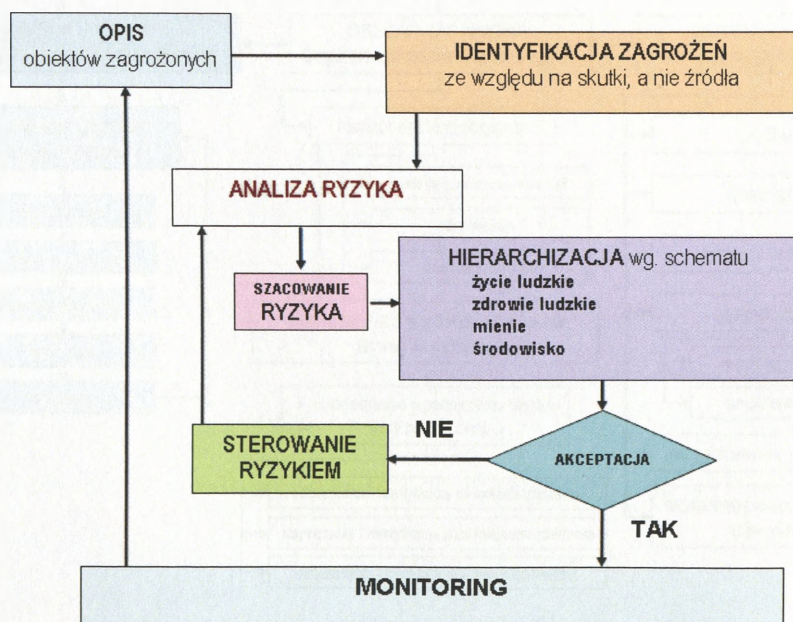 OPIS
obiektów zagrożonych
IDENTYFIKACJA ZAGROŻEŃ
ze względu na skutki, a nie źródła
ANALIZA RYZYKA
SZACOWANIE
RYZYKA
HIERARCHIZACJA wg. schematu
życie ludzkie
zdrowie ludzkie
mienie
środowisko
NIE
STEROWANIE
RYZYKIEM
AKCEPTACJA
TAK
MONITORING